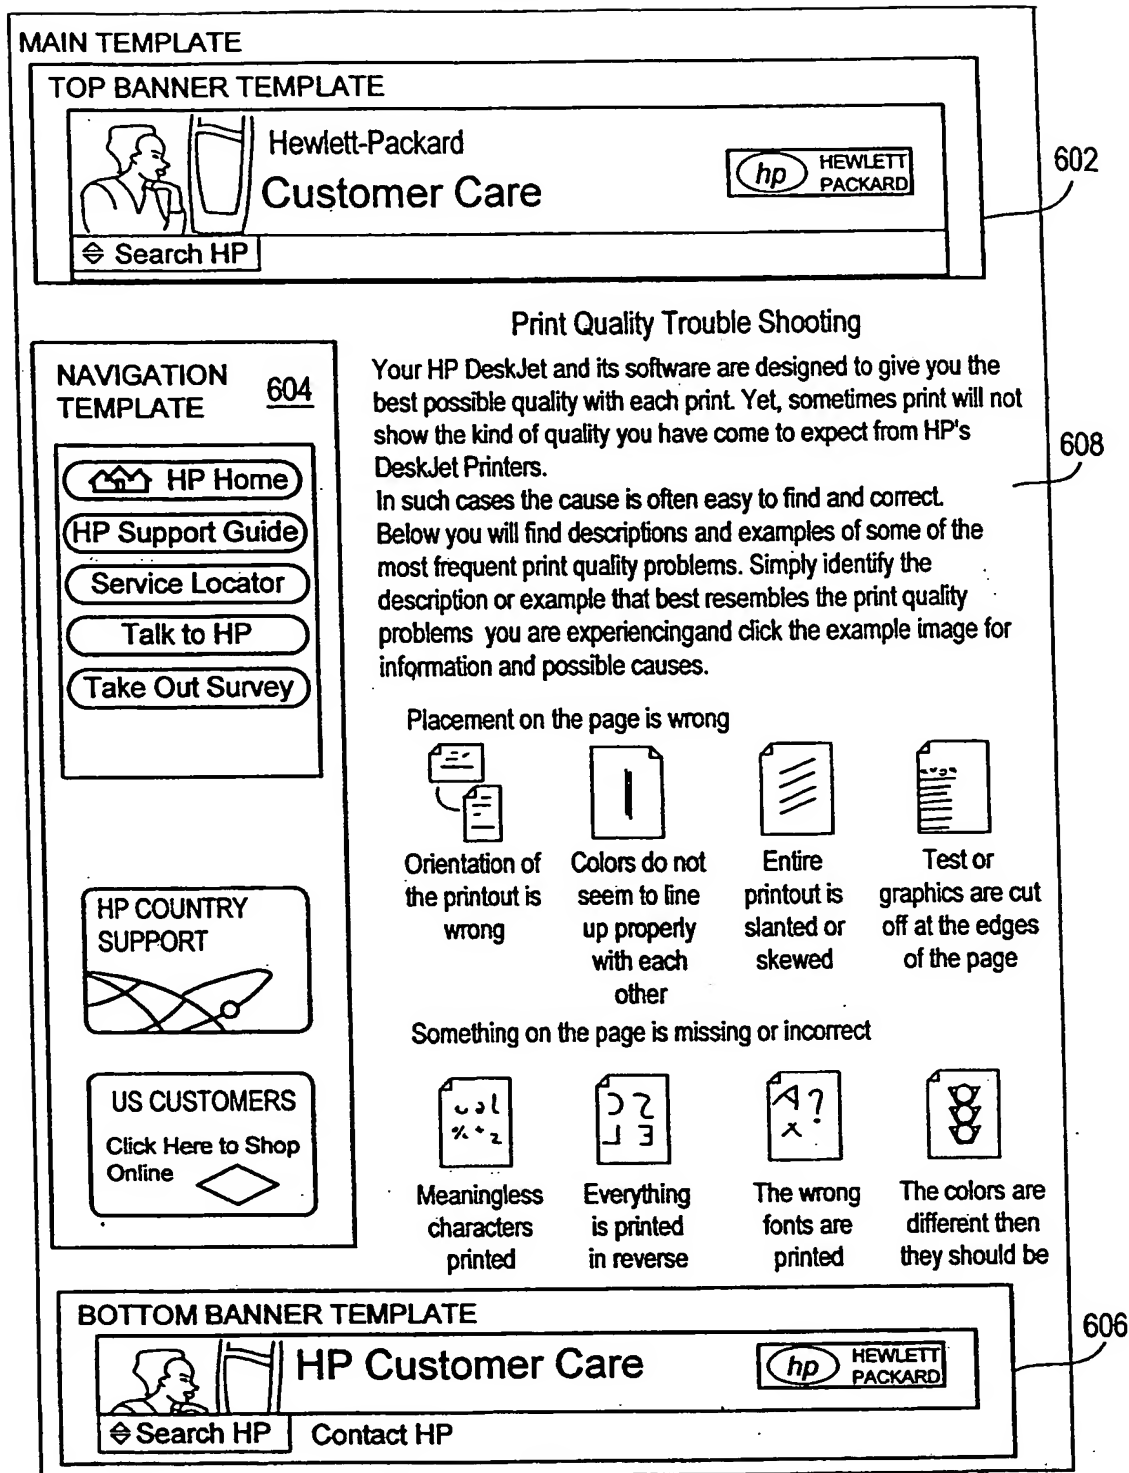 MAIN TEMPLATE
TOP BANNER TEMPLATE
Hewlett-Packard
Customer Care
hp HEWLETT
PACKARD
602
Search HP
Print Quality Trouble Shooting
NAVIGATION
TEMPLATE
604
HP Home
HP Support Guide
Service Locator
Talk to HP
Take Out Survey
HP COUNTRY
SUPPORT
US CUSTOMERS
Click Here to Shop
Online
Your HP DeskJet and its software are designed to give you the
best possible quality with each print. Yet, sometimes print will not
show the kind of quality you have come to expect from HP's
DeskJet Printers.
In such cases the cause is often easy to find and correct.
Below you will find descriptions and examples of some of the
most frequent print quality problems. Simply identify the
description or example that best resembles the print quality
problems you are experiencingand click the example image for
information and possible causes.
608
Placement on the page is wrong
Orientation of
the printout is
wrong
Colors do not
seem to line
up properly
with each
other
Entire
printout is
slanted or
skewed
Test or
graphics are cut
off at the edges
of the page
Something on the page is missing or incorrect
Meaningless
characters
printed
Everything
is printed
in reverse
A?
x
The wrong
fonts are
printed
The colors are
different then
they should be
BOTTOM BANNER TEMPLATE
HP Customer Care
hp HEWLETT
PACKARD
606
Search HP
Contact HP